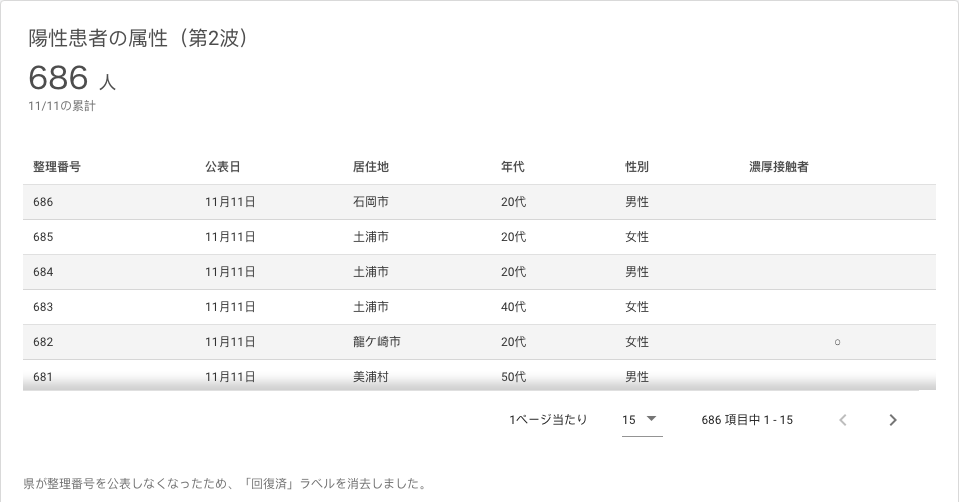 陽性患者の属性（第2波）
686 人
11/11の累計
整理番号 公表日 居住地 年代 性別 濃厚接触者
686 11月11日 石岡市 20代 男性
685 11月11日 土浦市 20代 女性
684 11月11日 土浦市 20代 男性
683 11月11日 土浦市 40代 女性
682 11月11日 龍ケ崎市 20代 女性 ○
681 11月11日 美浦村 50代 男性
1ページ当たり 15 686 項目中 1 - 15
県が整理番号を公表しなくなったため、「回復済」ラベルを消去しました。